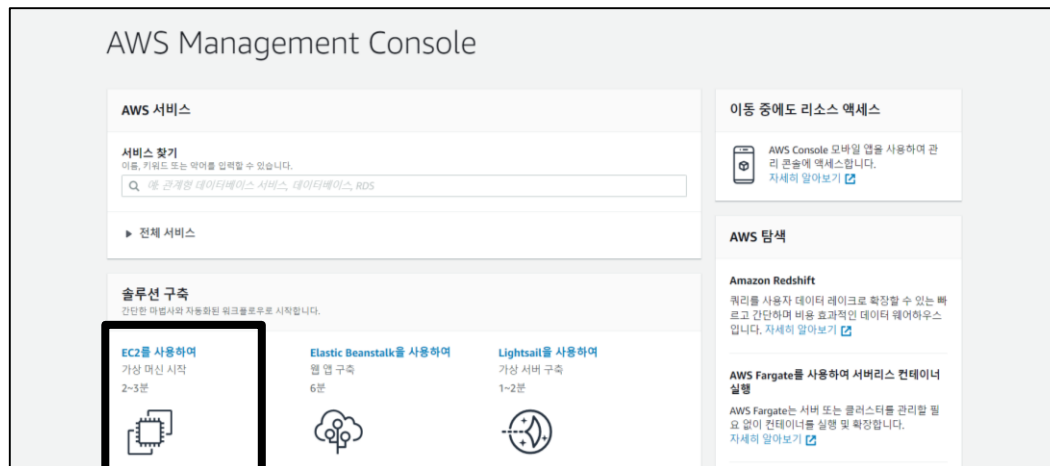 AWS Management Console
AWS 서비스
서비스 찾기
이름, 키워드 또는 약어를 입력할 수 있습니다.
예: 관계형 데이터베이스 서비스, 데이터베이스, RDS
▶ 전체 서비스
솔루션 구축
간단한 마법사와 자동화된 워크플로우로 시작합니다.
EC2를 사용하여
가상 머신 시작
2~3분
Elastic Beanstalk을 사용하여
웹 앱 구축
6분
Lightsail을 사용하여
가상 서버 구축
1~2분
이동 중에도 리소스 액세스
AWS Console 모바일 앱을 사용하여 관
리 콘솔에 액세스합니다.
자세히 알아보기
AWS 탐색
Amazon Redshift
쿼리를 사용자 데이터 레이크로 확장할 수 있는 빠
르고 간단하며 비용 효과적인 데이터 웨어하우스
입니다. 자세히 알아보기
AWS Fargate를 사용하여 서버리스 컨테이너
실행
AWS Fargate는 서버 또는 클러스터를 관리할 필
요 없이 컨테이너를 실행 및 확장합니다.
자세히 알아보기